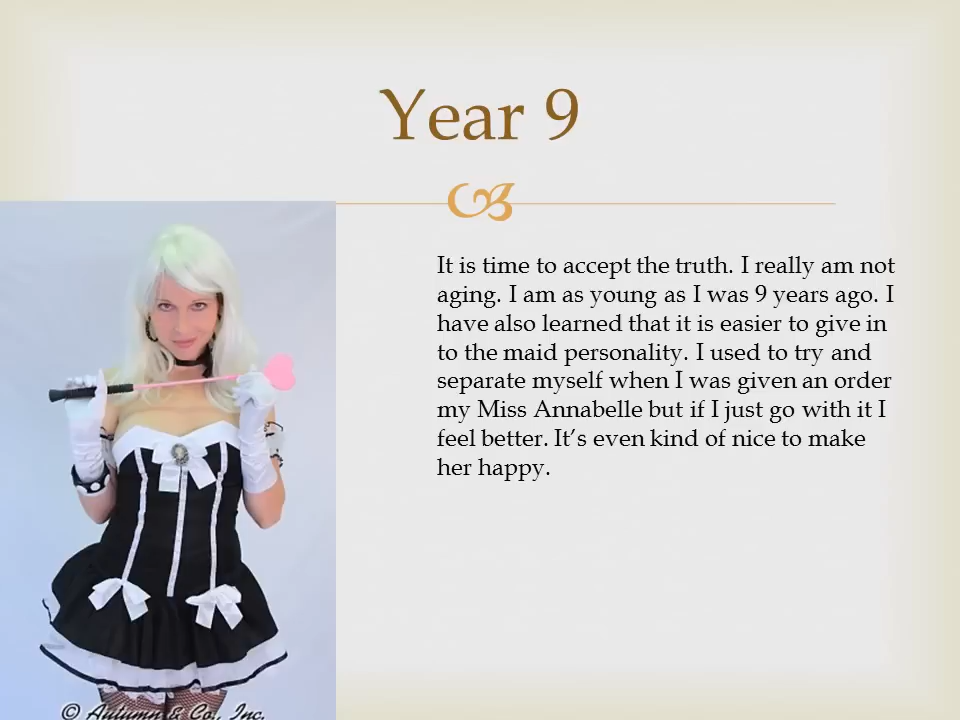 Year 9
It is time to accept the truth. I really am not
aging. I am as young as I was 9 years ago. I
have also learned that it is easier to give in
to the maid personality. I used to try and
separate myself when I was given an order
my Miss Annabelle but if I just go with it I
feel better. It’s even kind of nice to make
her happy.
© Autumn & Co., Inc.